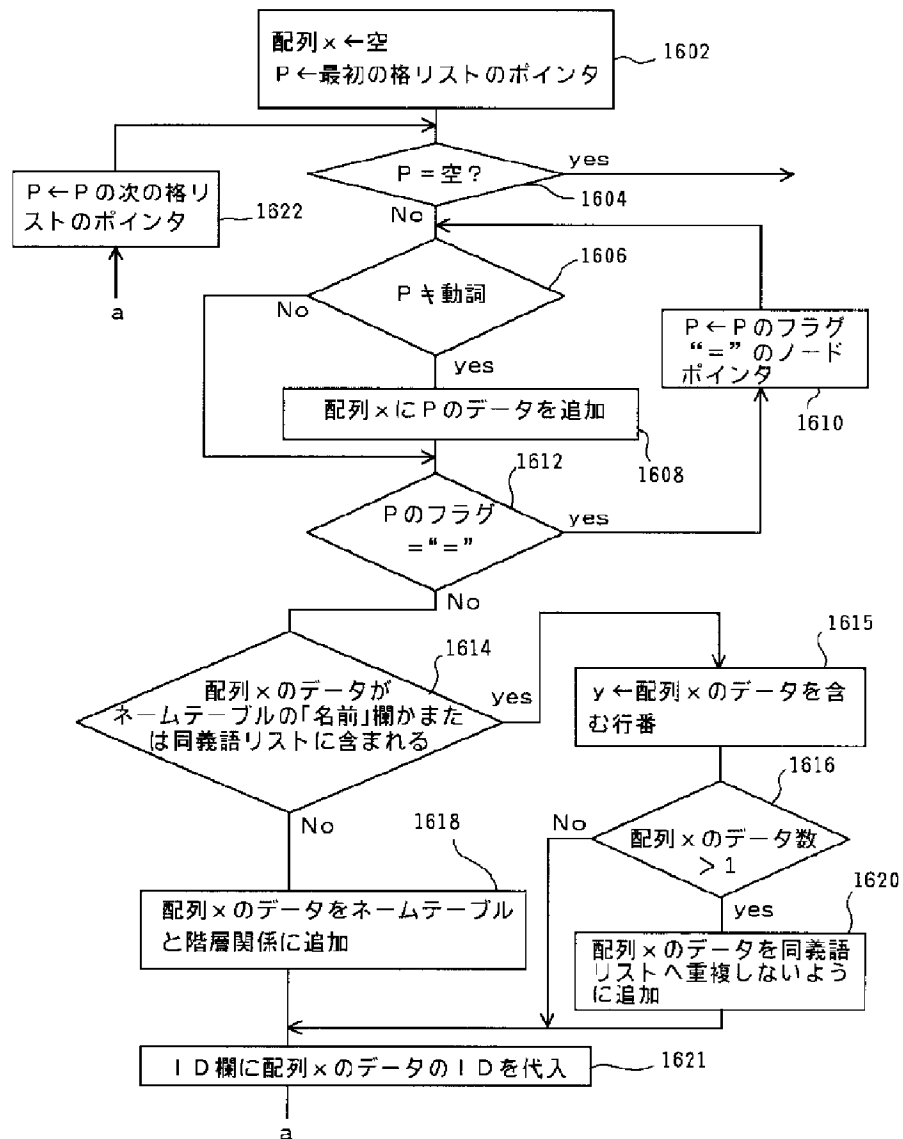 配列x←空
P←最初の格リストのポインタ
1602
P=空?
yes
1604
No
P←Pの次の格リ
ストのポインタ
1622
a
P≠動詞
1606
No
yes
P←Pのフラグ
“=”のノード
ポインタ
1610
配列xにPのデータを追加
1608
1612
Pのフラグ
=“=”
yes
No
1614
配列xのデータが
ネームテーブルの「名前」欄かまた
は同義語リストに含まれる
yes
No
1615
y←配列xのデータを含
む行番
1616
配列xのデータ数
>1
No
yes
1618
配列xのデータをネームテーブル
と階層関係に追加
1620
配列xのデータを同義語
リストへ重複しないよう
に追加
ID欄に配列xのデータのIDを代入
1621
a